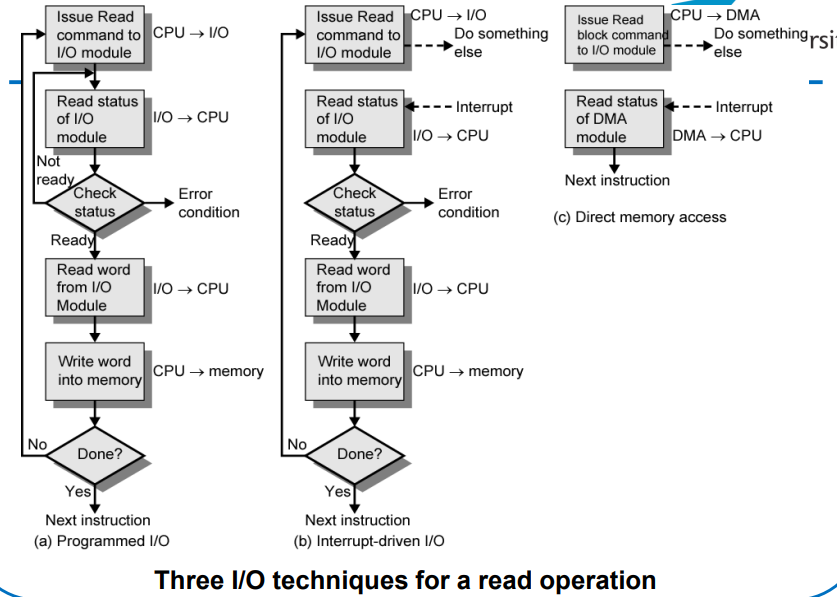 Issue Read
command to
I/O module
CPU → I/O
Read status
of I/O
module
I/O → CPU
Not
ready
Check
status
Error
condition
Ready
Read word
from I/O
Module
I/O → CPU
Write word
into memory
CPU → memory
No
Done?
Yes
Next instruction
(a) Programmed I/O
Issue Read
command to
I/O module
CPU → I/O
Do something
else
Read status
of I/O
module
Interrupt
I/O → CPU
Check
status
Error
condition
Ready
Read word
from I/O
Module
I/O → CPU
Write word
into memory
CPU → memory
No
Done?
Yes
Next instruction
(b) Interrupt-driven I/O
Issue Read
block command
to I/O module
CPU → DMA
Do something
else
Read status
of DMA
module
Interrupt
DMA → CPU
Next instruction
(c) Direct memory access
Three I/O techniques for a read operation